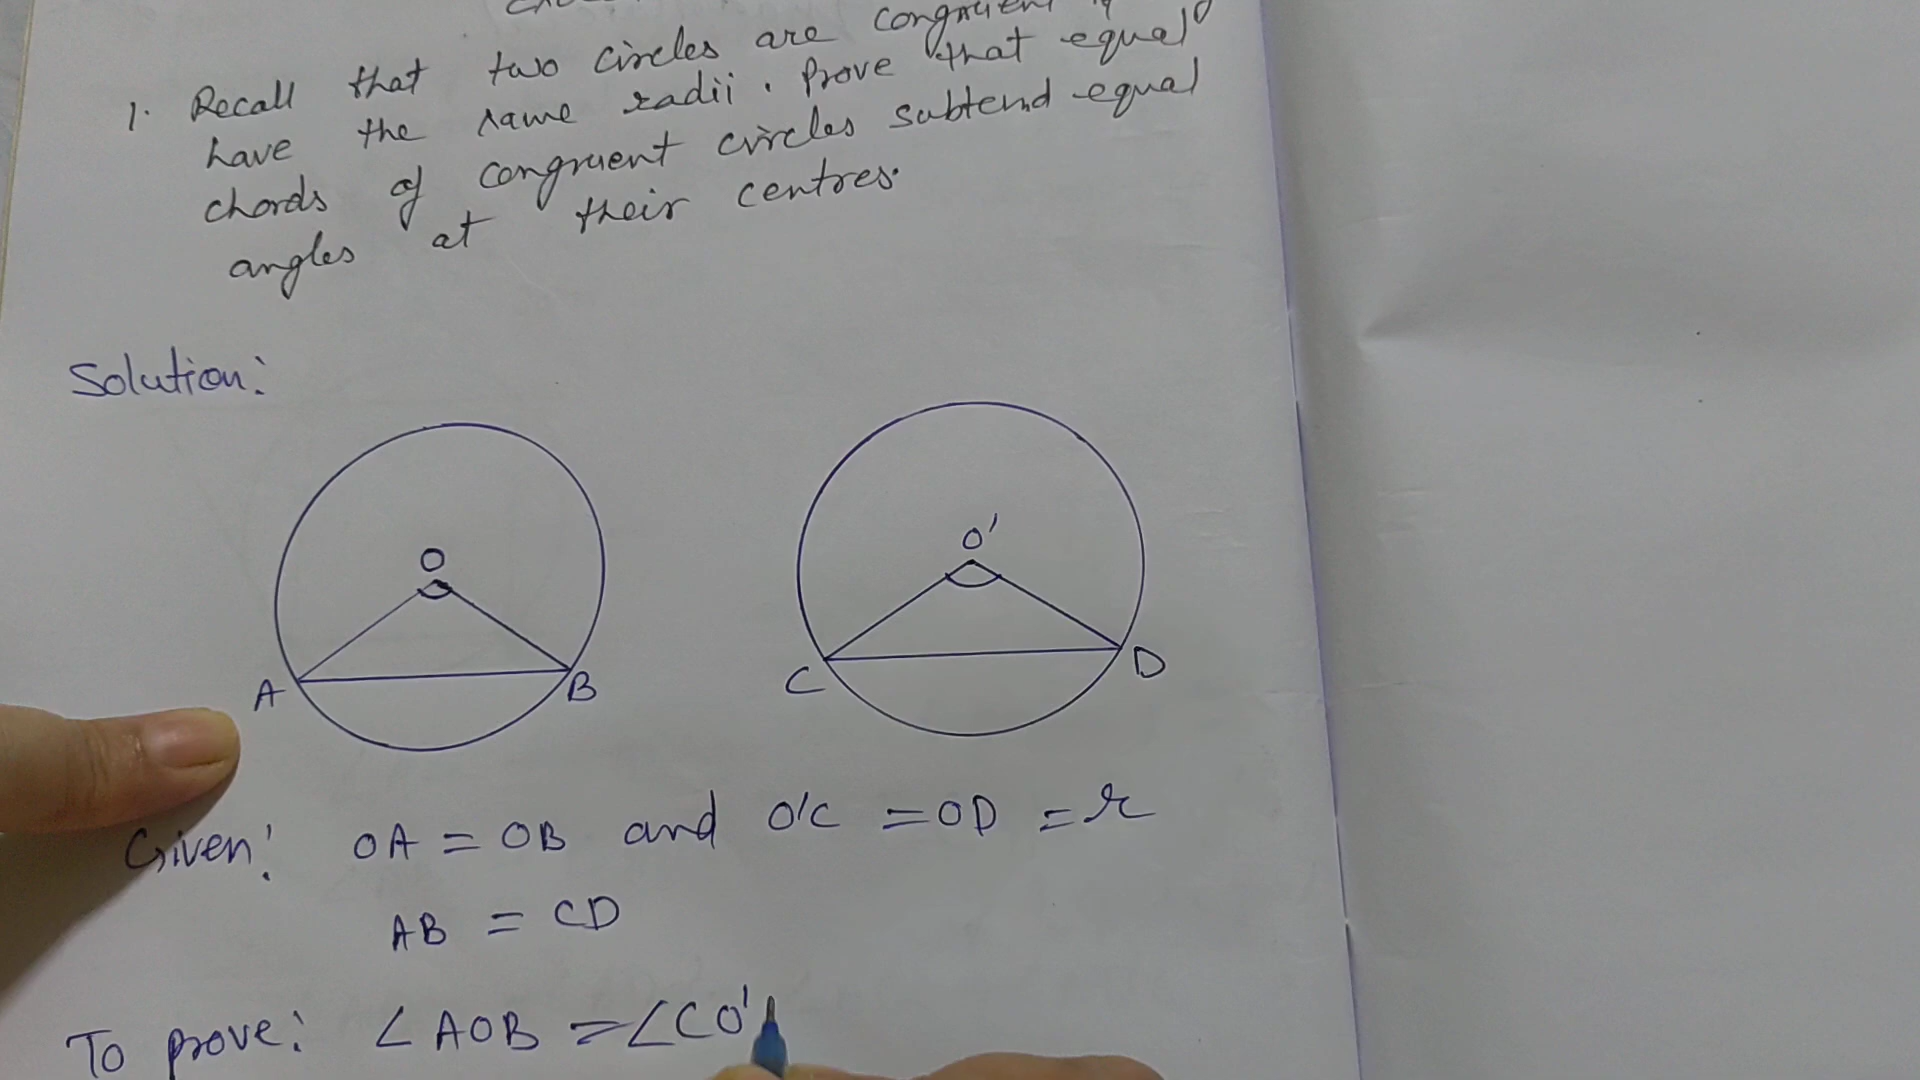 1. Recall that two circles are congruent
have the same radii. Prove that equal
chords of congruent circles subtend equal
angles at their centres.
Solution:
O
O'
A
B
C
D
Given: OA = OB and O'C = OD = r
AB = CD
To prove: ∠AOB = ∠CO'